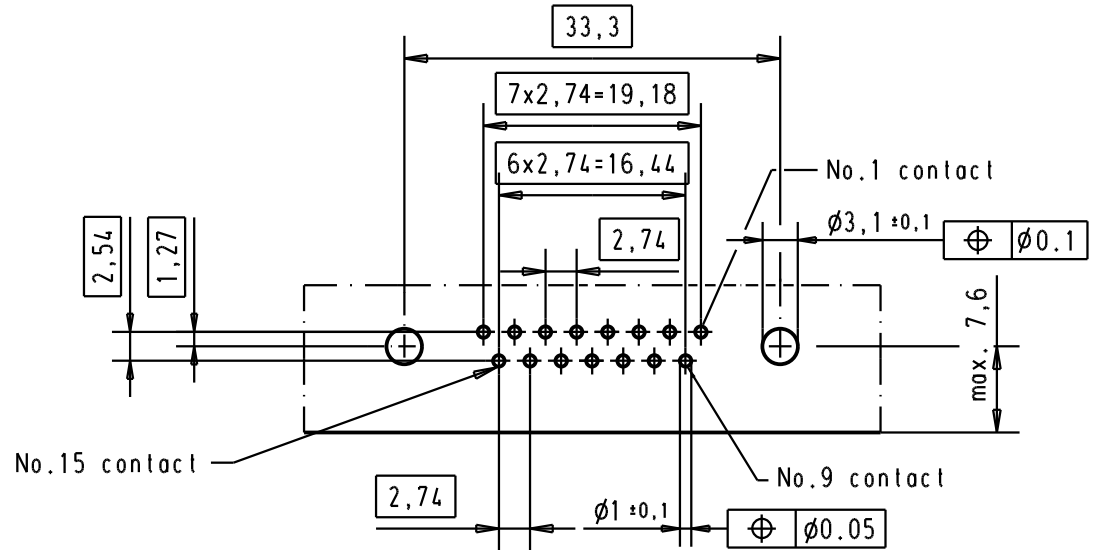 33,3
7x2,74=19,18
6x2,74=16,44
No.1 contact
2,54
1,27
2,74
Ø3,1 ±0,1
⌖ Ø0.1
max. 7,6
No.15 contact
No.9 contact
2,74
Ø1 ±0,1
⌖ Ø0.05